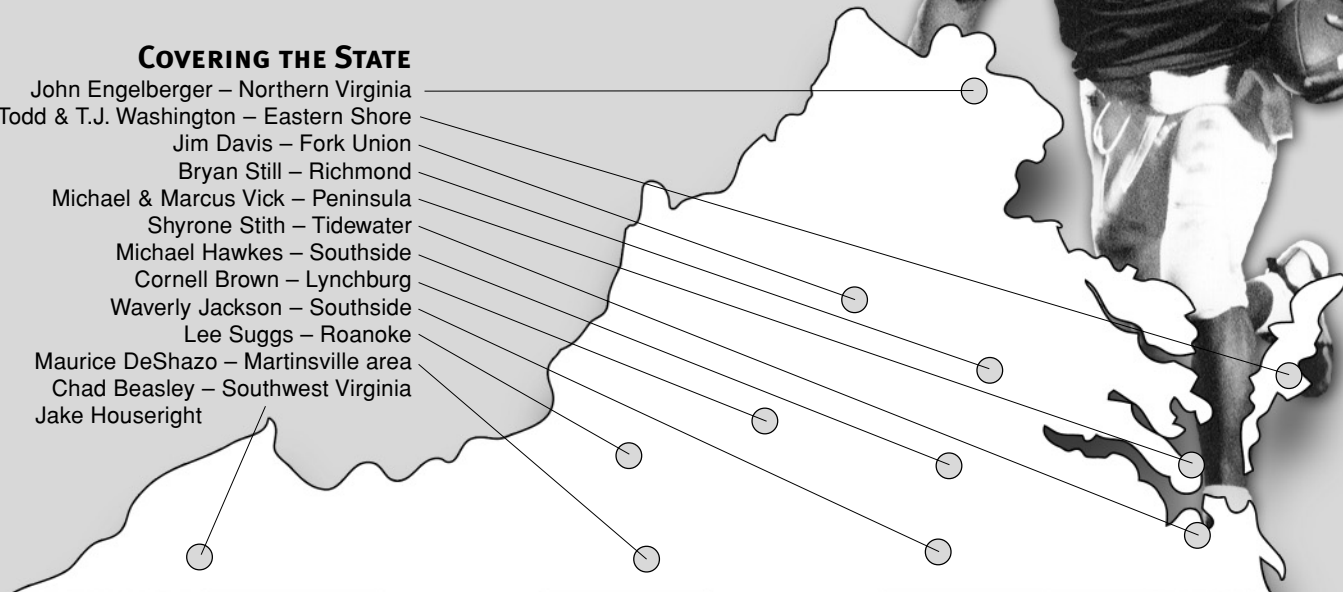 COVERING THE STATE
John Engelberger – Northern Virginia
Todd & T.J. Washington – Eastern Shore
Jim Davis – Fork Union
Bryan Still – Richmond
Michael & Marcus Vick – Peninsula
Shyrone Stith – Tidewater
Michael Hawkes – Southside
Cornell Brown – Lynchburg
Waverly Jackson – Southside
Lee Suggs – Roanoke
Maurice DeShazo – Martinsville area
Chad Beasley – Southwest Virginia
Jake Houseright